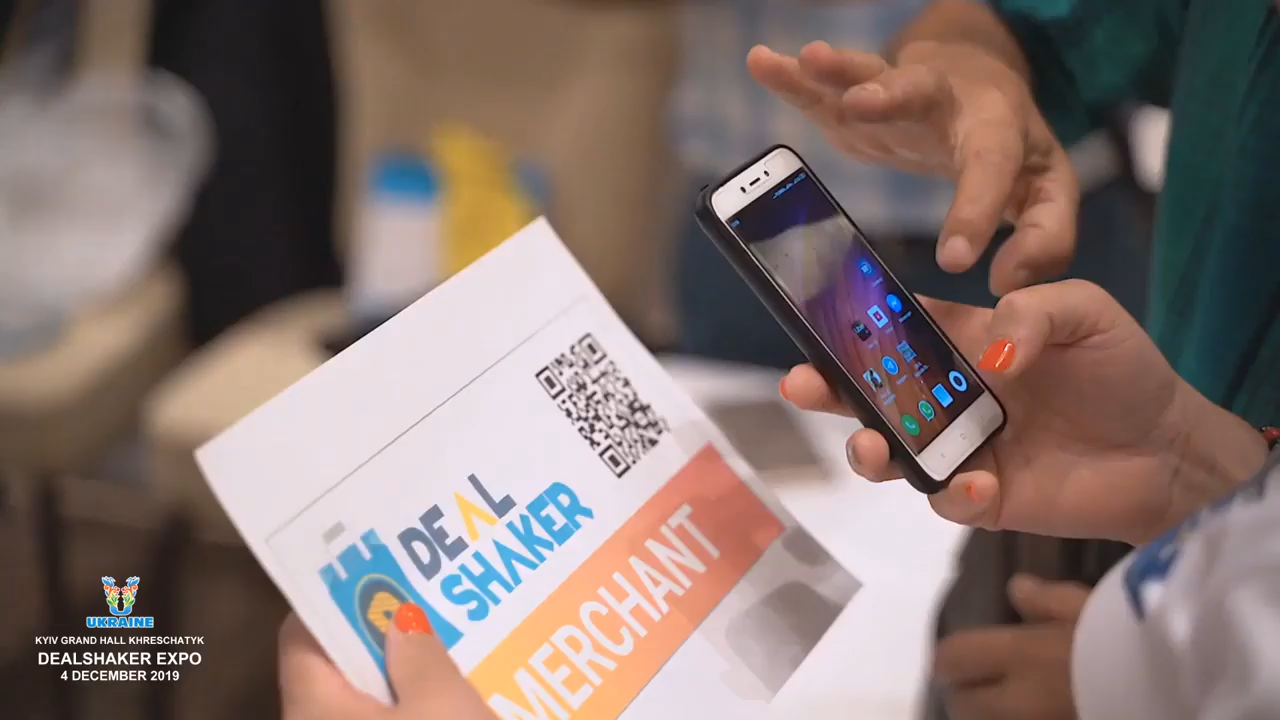 DEAL
SHAKER
MERCHANT
UKRAINE
KYIV GRAND HALL KHRESCHATYK
DEALSHAKER EXPO
4 DECEMBER 2019